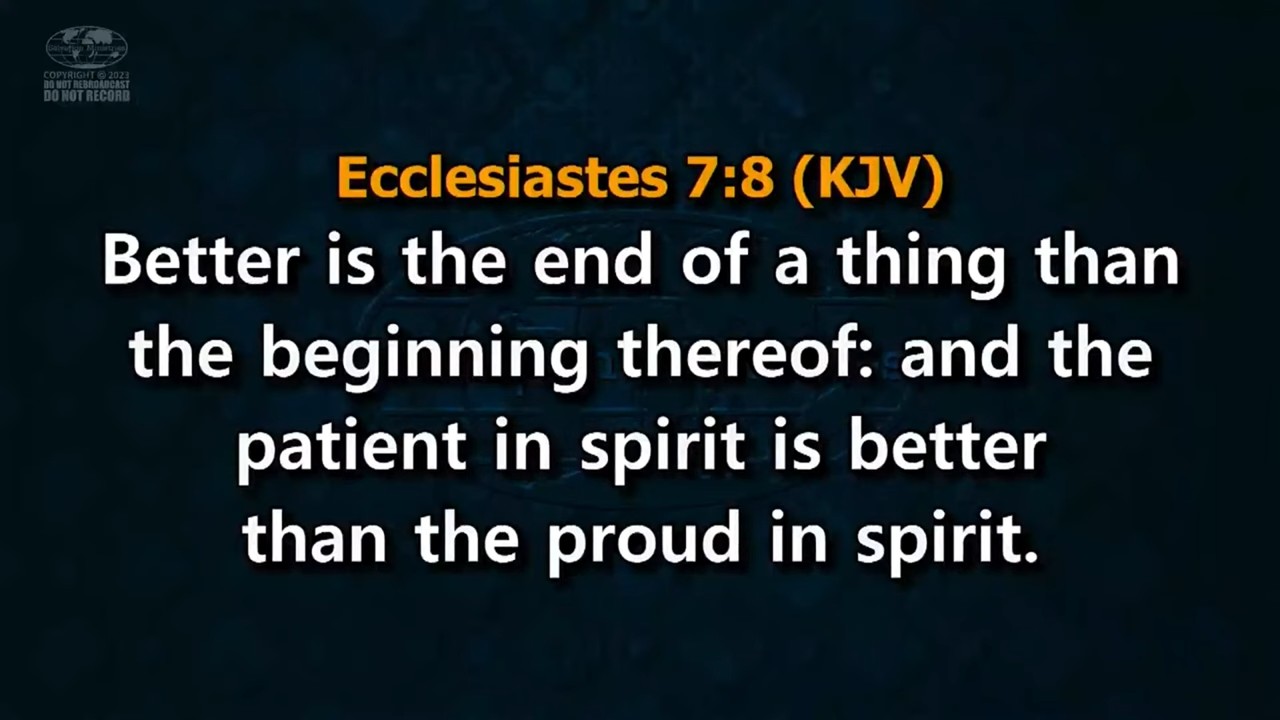 COPYRIGHT © 2023
DO NOT REBROADCAST
DO NOT RECORD
Ecclesiastes 7:8 (KJV)
Better is the end of a thing than
the beginning thereof: and the
patient in spirit is better
than the proud in spirit.